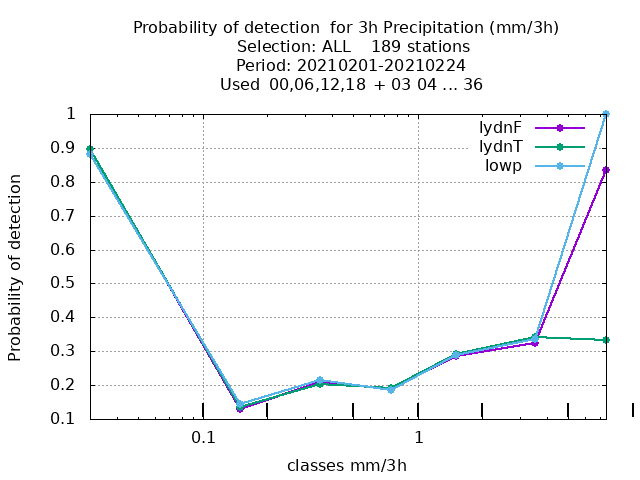 Probability of detection  for 3h Precipitation (mm/3h)
Selection: ALL    189 stations
Period: 20210201-20210224
Used  00,06,12,18  + 03 04 ... 36
lydnF
lydnT
lowp
1
0.9
0.8
0.7
0.6
0.5
0.4
0.3
0.2
0.1
Probability of detection
0.1
1
classes mm/3h